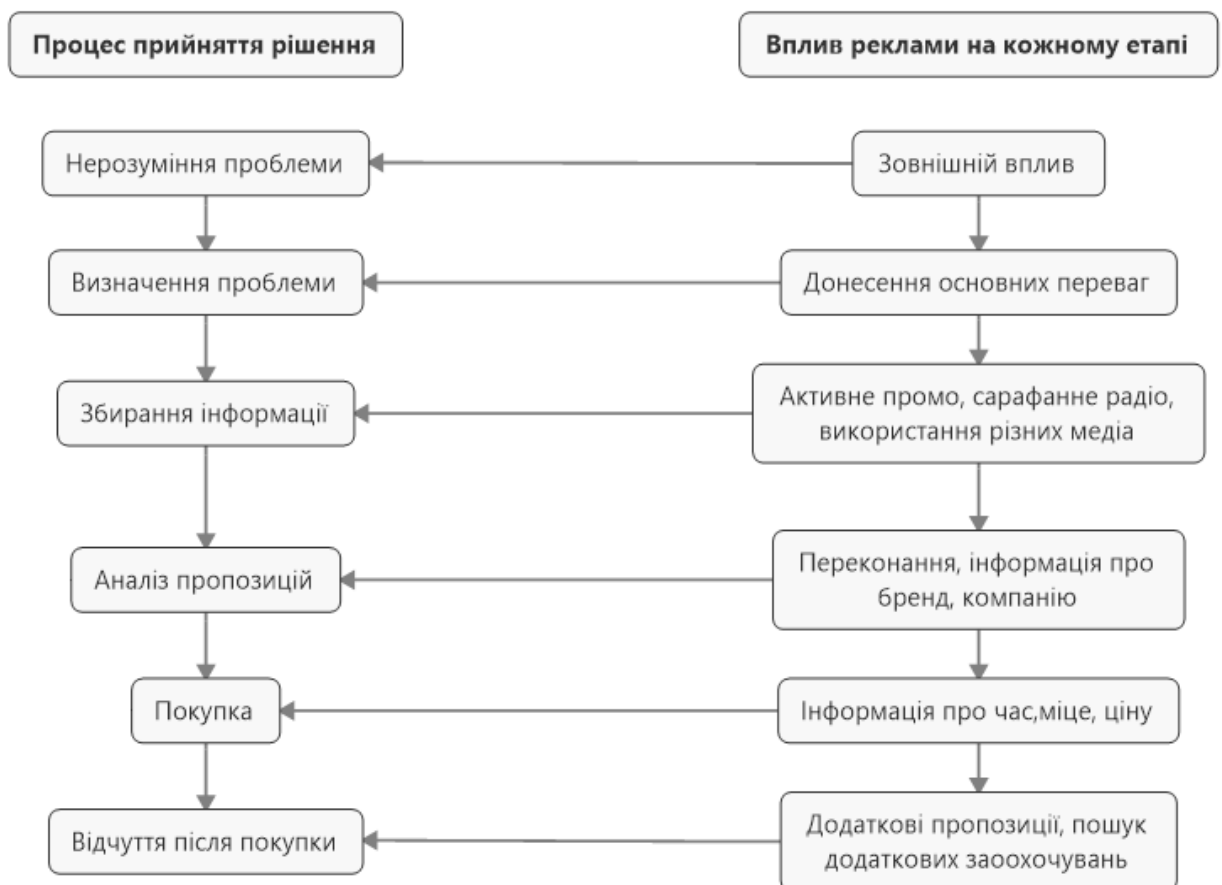 Процес прийняття рішення
Вплив реклами на кожному етапі
Нерозуміння проблеми
Зовнішній вплив
Визначення проблеми
Донесення основних переваг
Збирання інформації
Активне промо, сарафанне радіо,
використання різних медіа
Аналіз пропозицій
Переконання, інформація про
бренд, компанію
Покупка
Інформація про час,міце, ціну
Відчуття після покупки
Додаткові пропозиції, пошук
додаткових заоохочувань